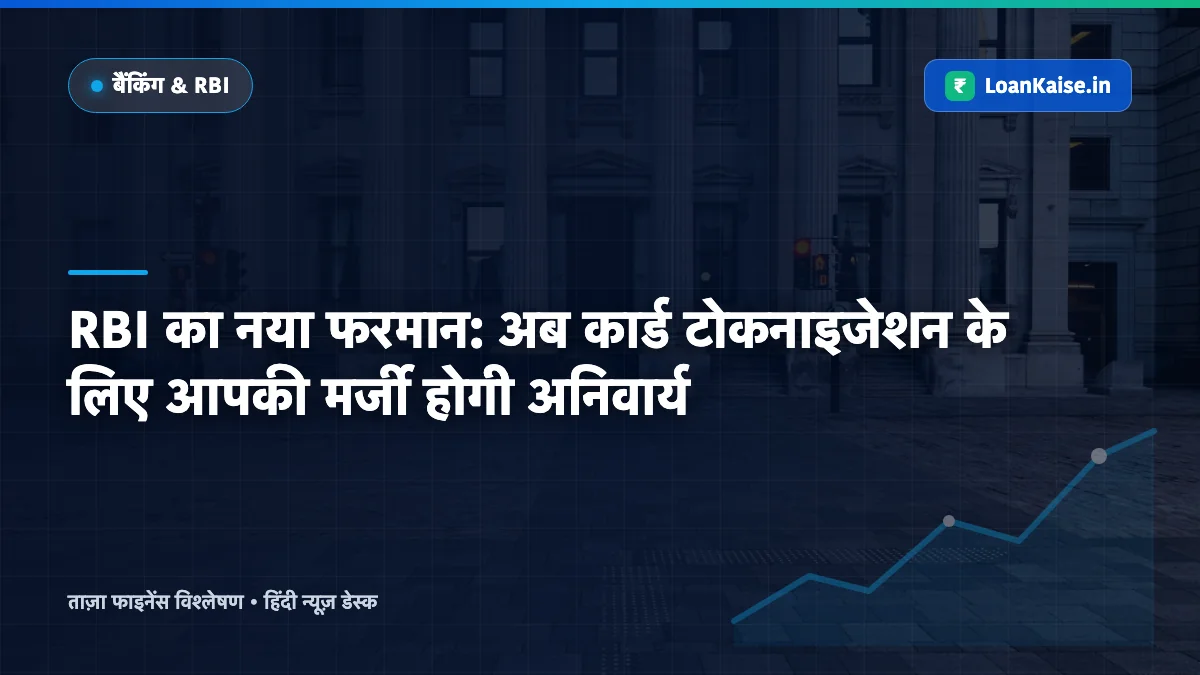 बैंकिंग & RBI
₹ LoanKaise.in
RBI का नया फरमान: अब कार्ड टोकनाइजेशन के
लिए आपकी मर्जी होगी अनिवार्य
ताज़ा फाइनेंस विश्लेषण • हिंदी न्यूज़ डेस्क